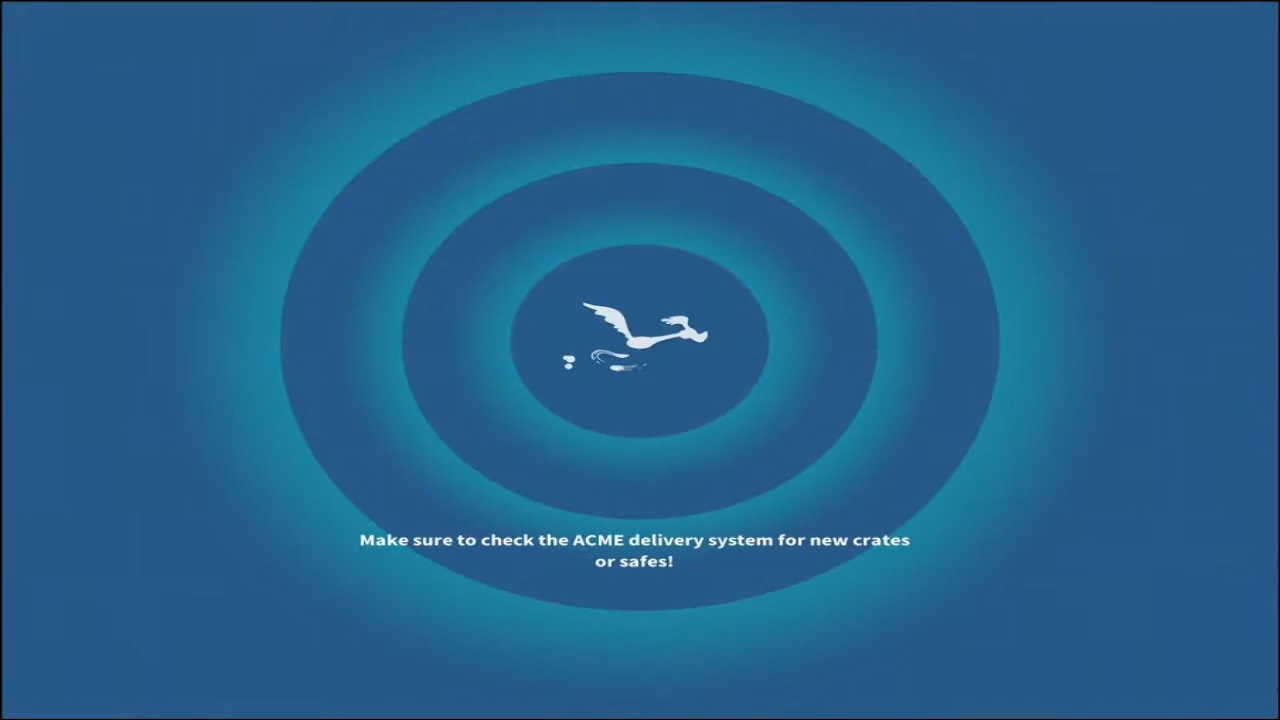 Make sure to check the ACME delivery system for new crates
or safes!